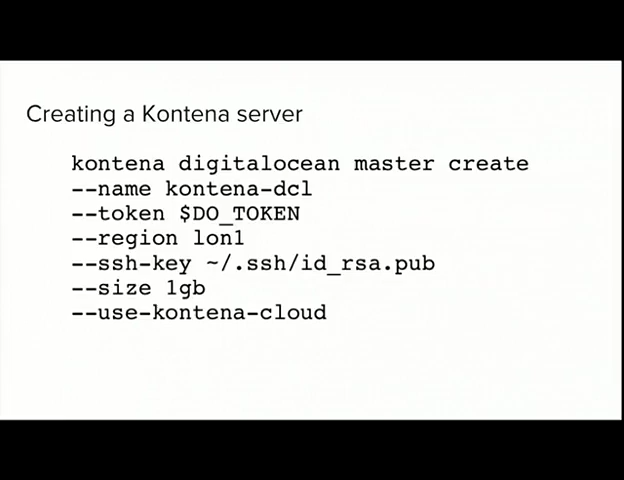 Creating a Kontena server
kontena digitalocean master create
--name kontena-dcl
--token $DO_TOKEN
--region lon1
--ssh-key ~/.ssh/id_rsa.pub
--size 1gb
--use-kontena-cloud